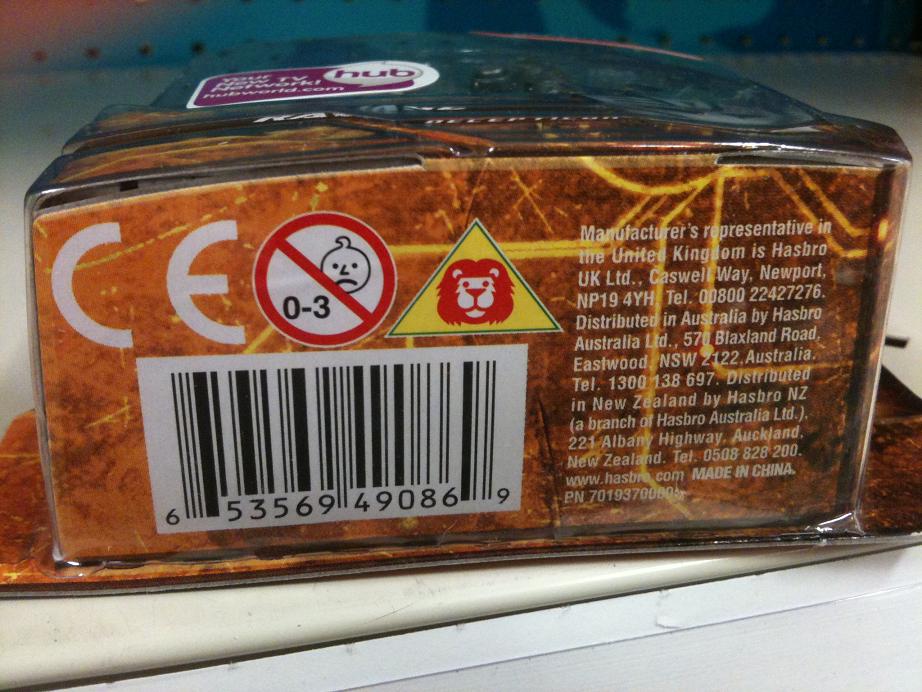 Your
New TV
Network!
hub
hubworld.com
DECEPTICON
CE
0-3
Manufacturer's representative in
the United Kingdom is Hasbro
UK Ltd., Caswell Way, Newport,
NP19 4YH. Tel. 00800 22427276.
Distributed in Australia by Hasbro
Australia Ltd., 570 Blaxland Road,
Eastwood, NSW 2122, Australia.
Tel. 1300 138 697. Distributed
in New Zealand by Hasbro NZ
(a branch of Hasbro Australia Ltd.).
221 Albany Highway, Auckland,
New Zealand. Tel. 0508 828 200.
www.hasbro.com MADE IN CHINA.
PN
6 53569 49086 9